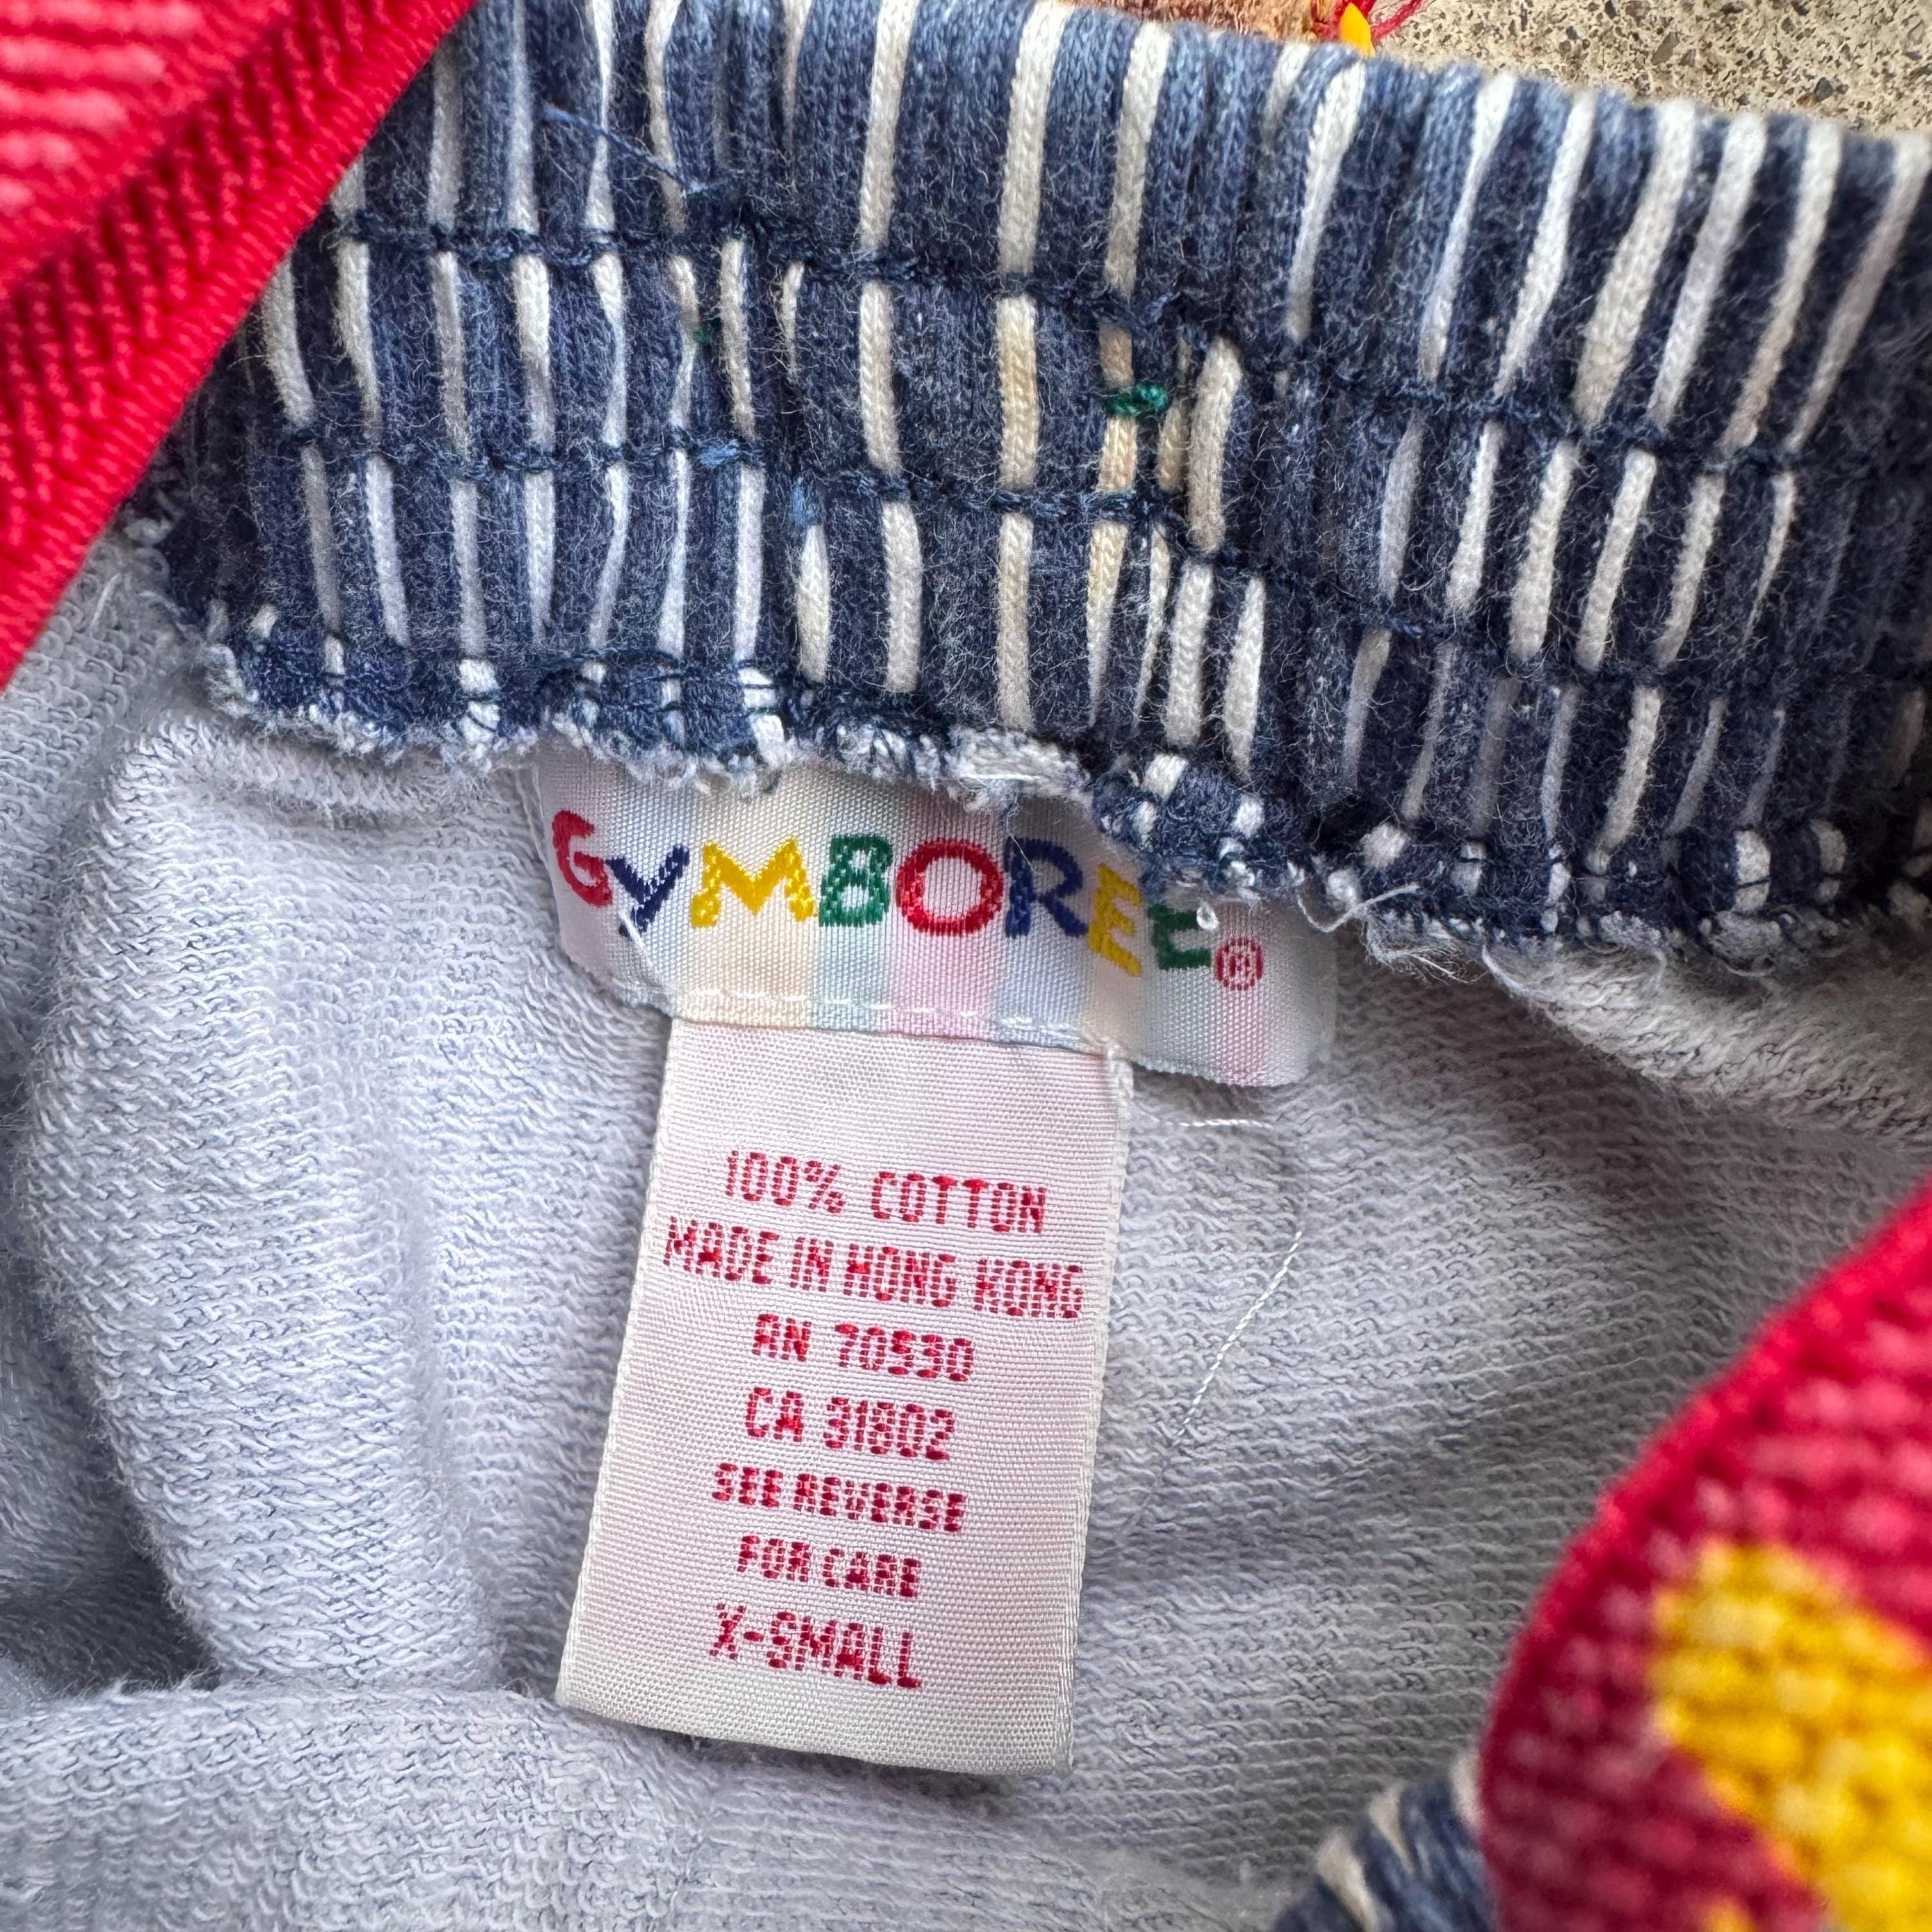 GYMBOREE®
100% COTTON
MADE IN HONG KONG
RN 70530
CA 31802
SEE REVERSE
FOR CARE
X-SMALL